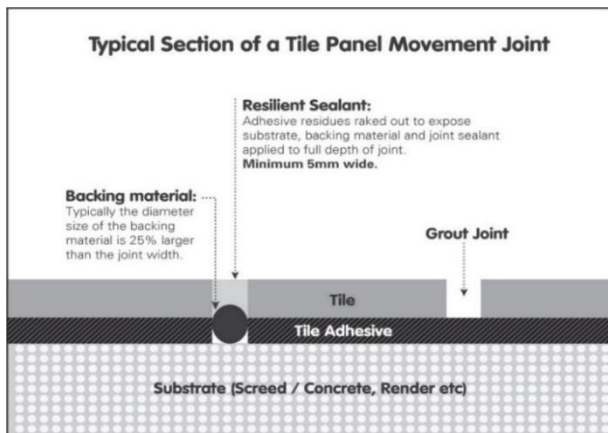 Typical Section of a Tile Panel Movement Joint
Resilient Sealant:
Adhesive residues raked out to expose
substrate, backing material and joint sealant
applied to full depth of joint.
Minimum 5mm wide.
Backing material:
Typically the diameter
size of the backing
material is 25% larger
than the joint width.
Grout Joint
Tile
Tile Adhesive
Substrate (Screed / Concrete, Render etc)